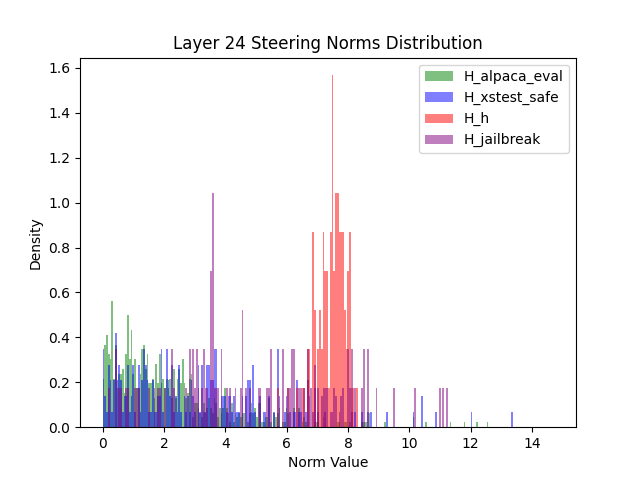 Layer 24 Steering Norms Distribution
H_alpaca_eval
H_xstest_safe
H_h
H_jailbreak
1.6
1.4
1.2
1.0
0.8
0.6
0.4
0.2
0.0
Density
0 2 4 6 8 10 12 14
Norm Value